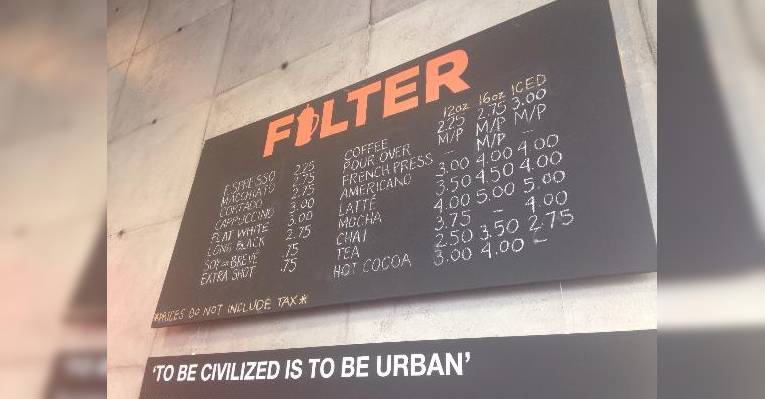 FILTER
ESPRESSO 2.25
MACCHIATO 2.75
CORTADO 2.75
CAPPUCCINO 3.00
FLAT WHITE 3.00
LONG BLACK 2.75
SOY or BREVE .75
EXTRA SHOT .75
12oz 16oz ICED
COFFEE 2.25 2.75 3.00
POUR OVER M/P M/P M/P
FRENCH PRESS – M/P –
AMERICANO 3.00 4.00 4.00
LATTE 3.50 4.50 4.00
MOCHA 4.00 5.00 5.00
CHAI 3.75 – 4.00
TEA 2.50 3.50 2.75
HOT COCOA 3.00 4.00 –
*PRICES DO NOT INCLUDE TAX*
'TO BE CIVILIZED IS TO BE URBAN'